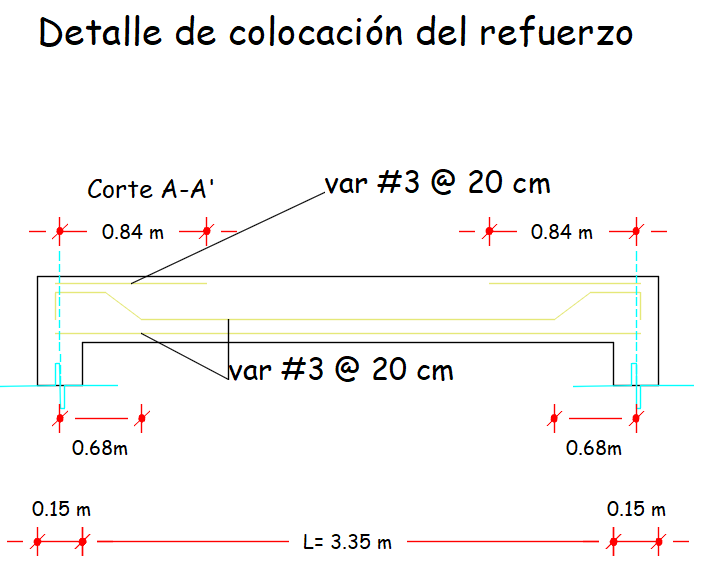 Detalle de colocación del refuerzo
Corte A-A'
var #3 @ 20 cm
0.84 m
0.84 m
var #3 @ 20 cm
0.68m
0.68m
0.15 m
0.15 m
L= 3.35 m